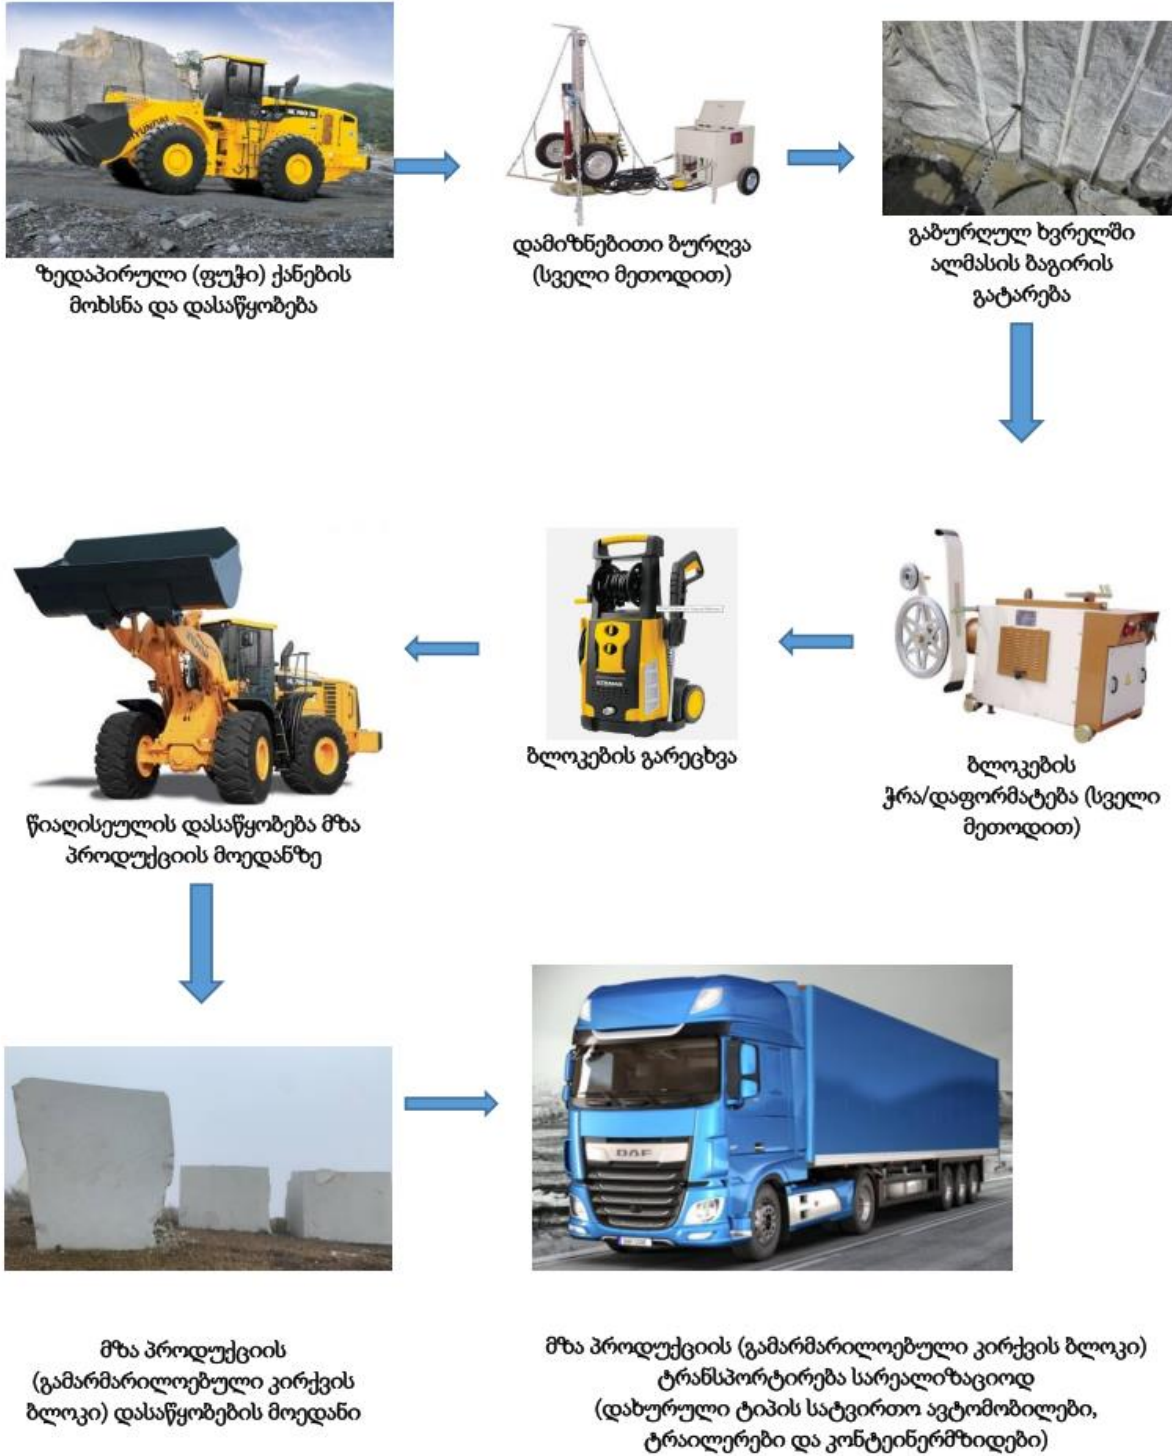 HYUNDAI
ზედაპირული (ფუჭი) ქანების
მოხსნა და დასაწყობება
დამიზნებითი ბურღვა
(სველი მეთოდით)
გაბურღულ ხვრელში
ალმასის ბაგირის
გატარება
ბლოკების
ჭრა/დაფორმატება (სველი
მეთოდით)
ბლოკების გარეცხვა
წიაღისეულის დასაწყობება მზა
პროდუქციის მოედანზე
მზა პროდუქციის
(გამარმარილოებული კირქვის
ბლოკი) დასაწყობების მოედანი
DAF
მზა პროდუქციის (გამარმარილოებული კირქვის ბლოკი)
ტრანსპორტირება სარეალიზაციოდ
(დახურული ტიპის სატვირთო ავტომობილები,
ტრაილერები და კონტეინერმზიდები)